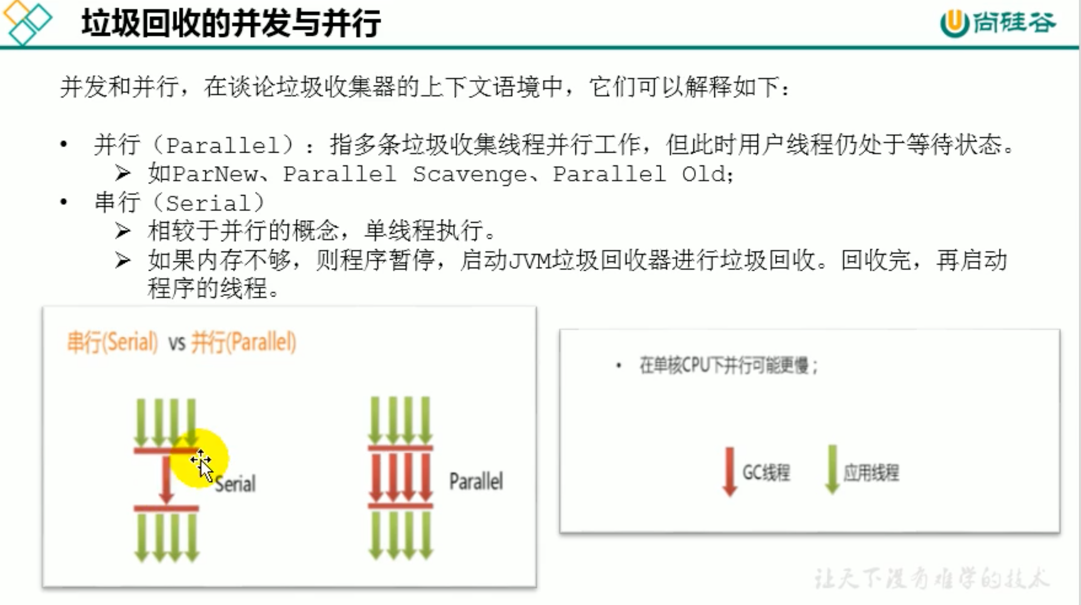 垃圾回收的并发与并行
尚硅谷
并发和并行，在谈论垃圾收集器的上下文语境中，它们可以解释如下：
• 并行（Parallel）：指多条垃圾收集线程并行工作，但此时用户线程仍处于等待状态。
➢ 如ParNew、Parallel Scavenge、Parallel Old；
• 串行（Serial）
➢ 相较于并行的概念，单线程执行。
➢ 如果内存不够，则程序暂停，启动JVM垃圾回收器进行垃圾回收。回收完，再启动
程序的线程。
串行(Serial) vs 并行(Parallel)
Serial
Parallel
• 在单核CPU下并行可能更慢；
GC线程
应用线程
让天下没有难学的技术